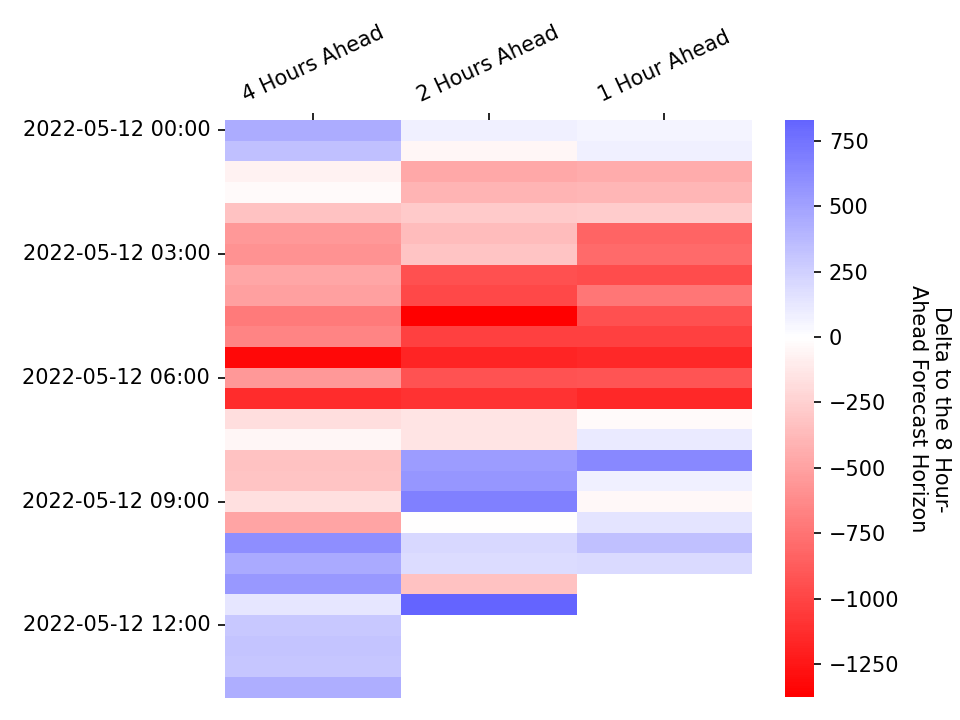 4 Hours Ahead
2 Hours Ahead
1 Hour Ahead
2022-05-12 00:00
2022-05-12 03:00
2022-05-12 06:00
2022-05-12 09:00
2022-05-12 12:00
750
500
250
0
−250
−500
−750
−1000
−1250
Delta to the 8 Hour-
Ahead Forecast Horizon